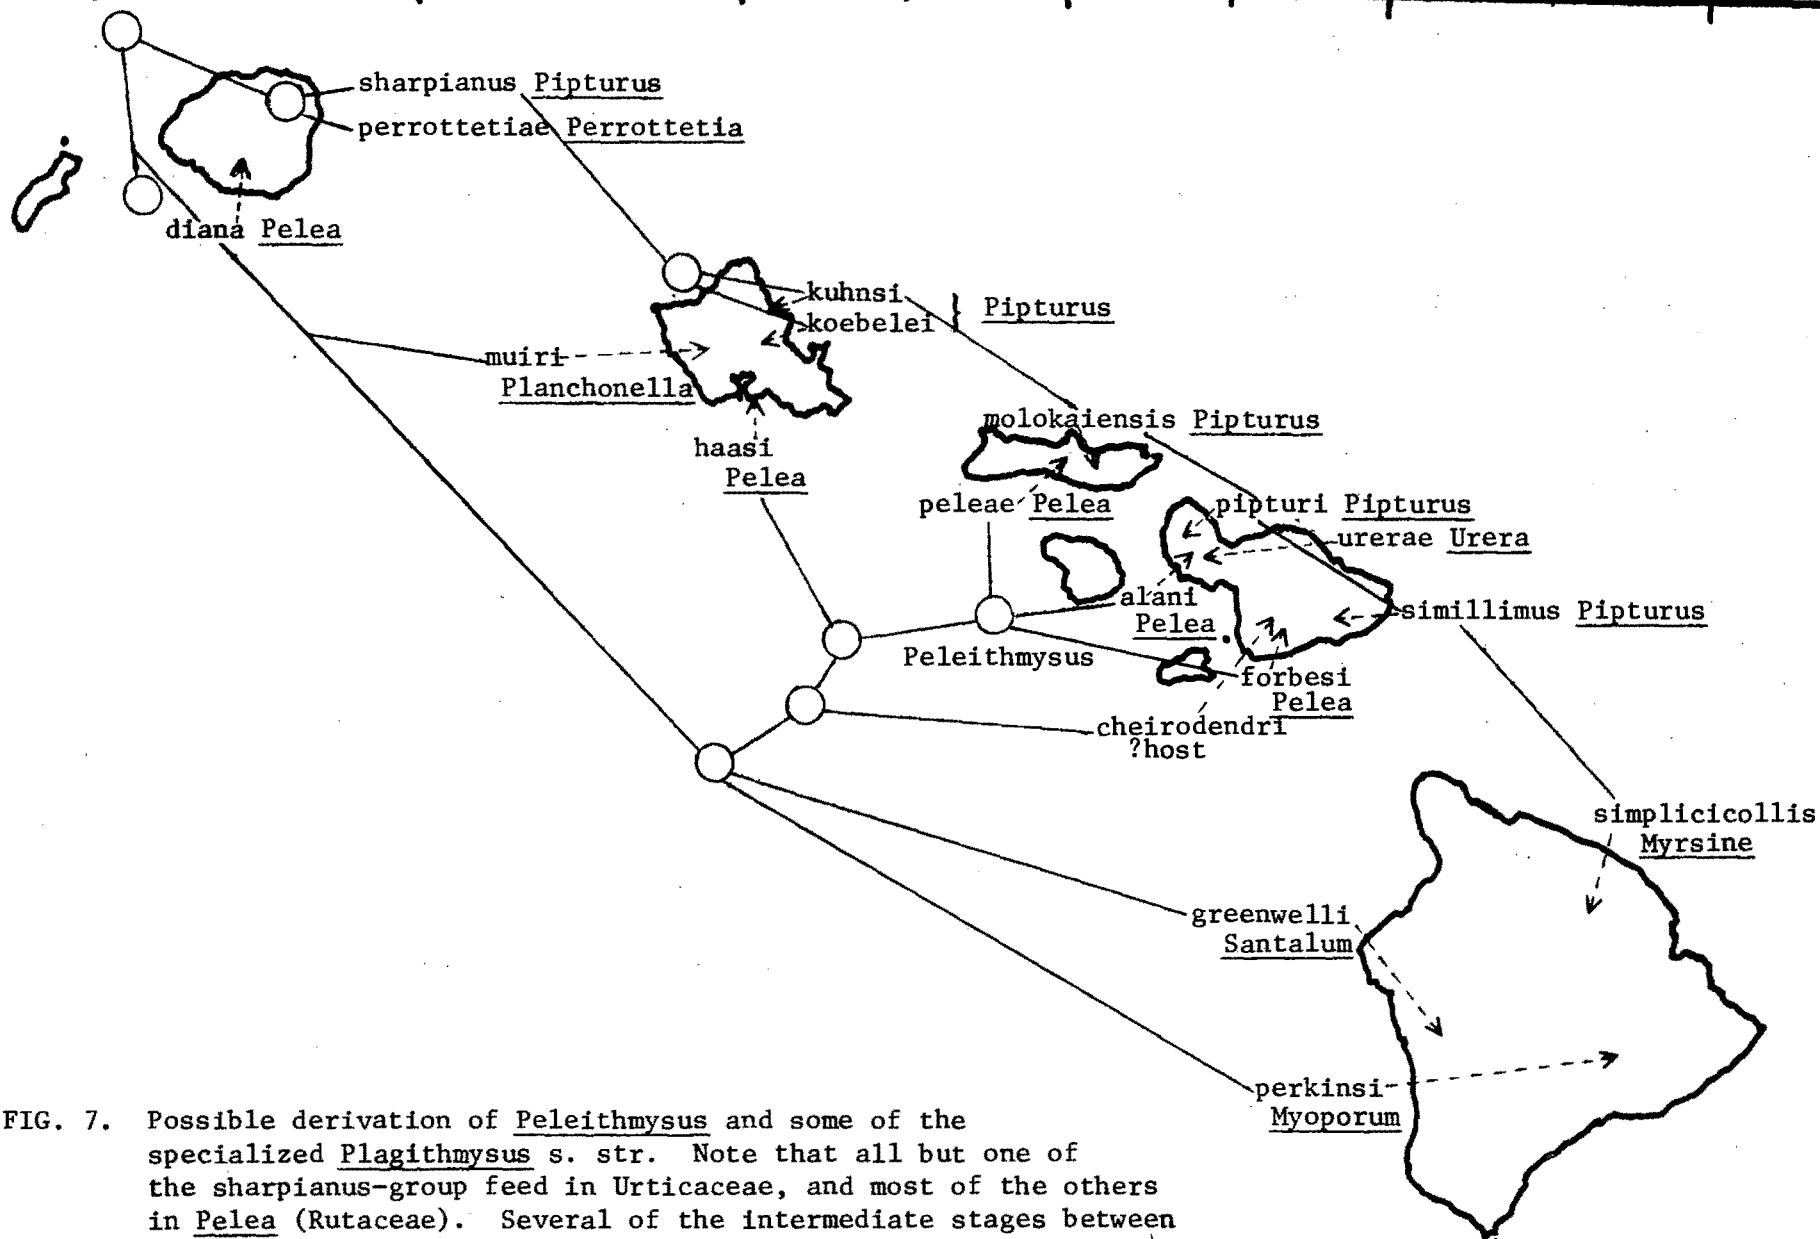 sharpianus Pipturus
perrottetiae Perrottetia
diana Pelea
kuhnsi
koebelei } Pipturus
muiri
Planchonella
haasi
Pelea
molokaiensis Pipturus
peleae Pelea
pipturi Pipturus
urerae Urera
alani
Pelea
simillimus Pipturus
Peleithmysus
forbesi
Pelea
cheirodendri
?host
simplicicollis
Myrsine
greenwelli
Santalum
perkinsi
Myoporum
FIG. 7. Possible derivation of Peleithmysus and some of the
specialized Plagithmysus s. str. Note that all but one of
the sharpianus-group feed in Urticaceae, and most of the others
in Pelea (Rutaceae). Several of the intermediate stages between